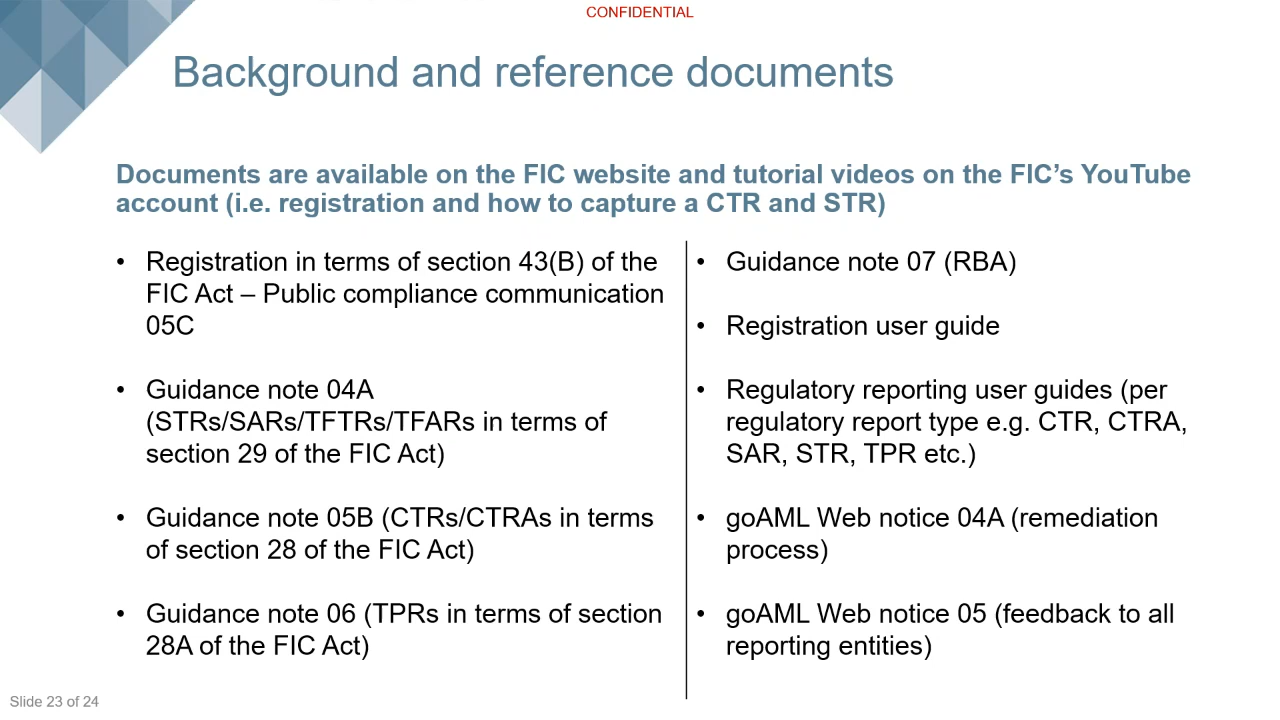 CONFIDENTIAL
Background and reference documents
Documents are available on the FIC website and tutorial videos on the FIC’s YouTube
account (i.e. registration and how to capture a CTR and STR)
• Registration in terms of section 43(B) of the
FIC Act – Public compliance communication
05C
• Guidance note 04A
(STRs/SARs/TFTRs/TFARs in terms of
section 29 of the FIC Act)
• Guidance note 05B (CTRs/CTRAs in terms
of section 28 of the FIC Act)
• Guidance note 06 (TPRs in terms of section
28A of the FIC Act)
• Guidance note 07 (RBA)
• Registration user guide
• Regulatory reporting user guides (per
regulatory report type e.g. CTR, CTRA,
SAR, STR, TPR etc.)
• goAML Web notice 04A (remediation
process)
• goAML Web notice 05 (feedback to all
reporting entities)
Slide 23 of 24